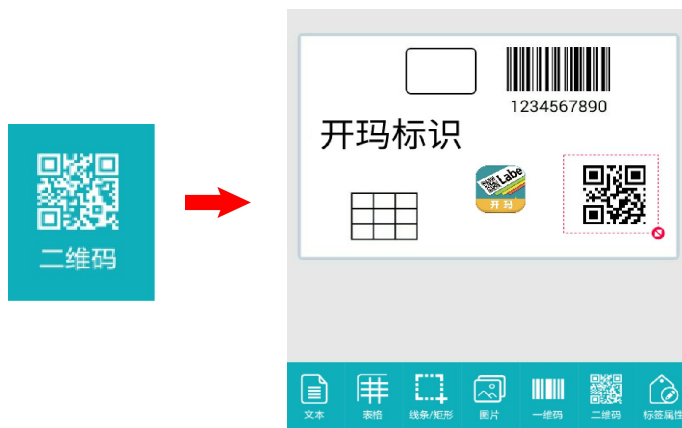 二维码
1234567890
开玛标识
Labe
开玛
文本
表格
线条/矩形
图片
一维码
二维码
标签属性